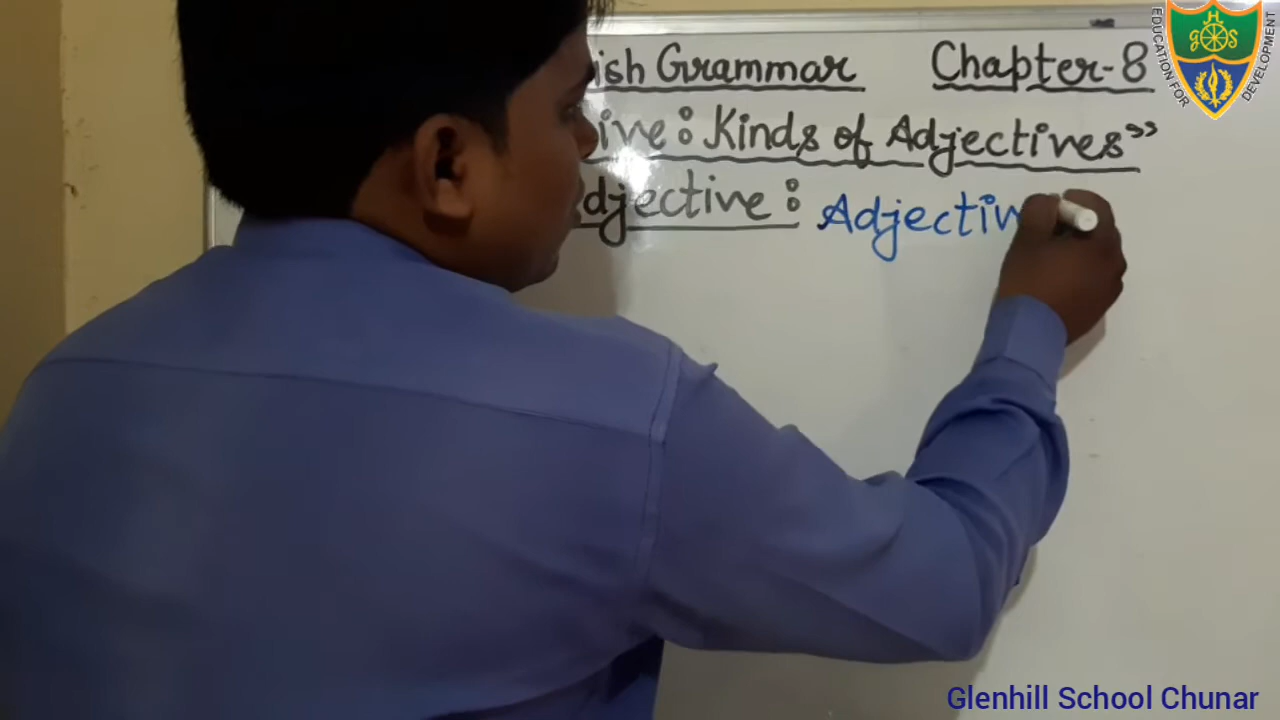 ish Grammar Chapter-8
ive : Kinds of Adjectives”
djective : Adjectiv
EDUCATION FOR DEVELOPMENT
G H S
Glenhill School Chunar